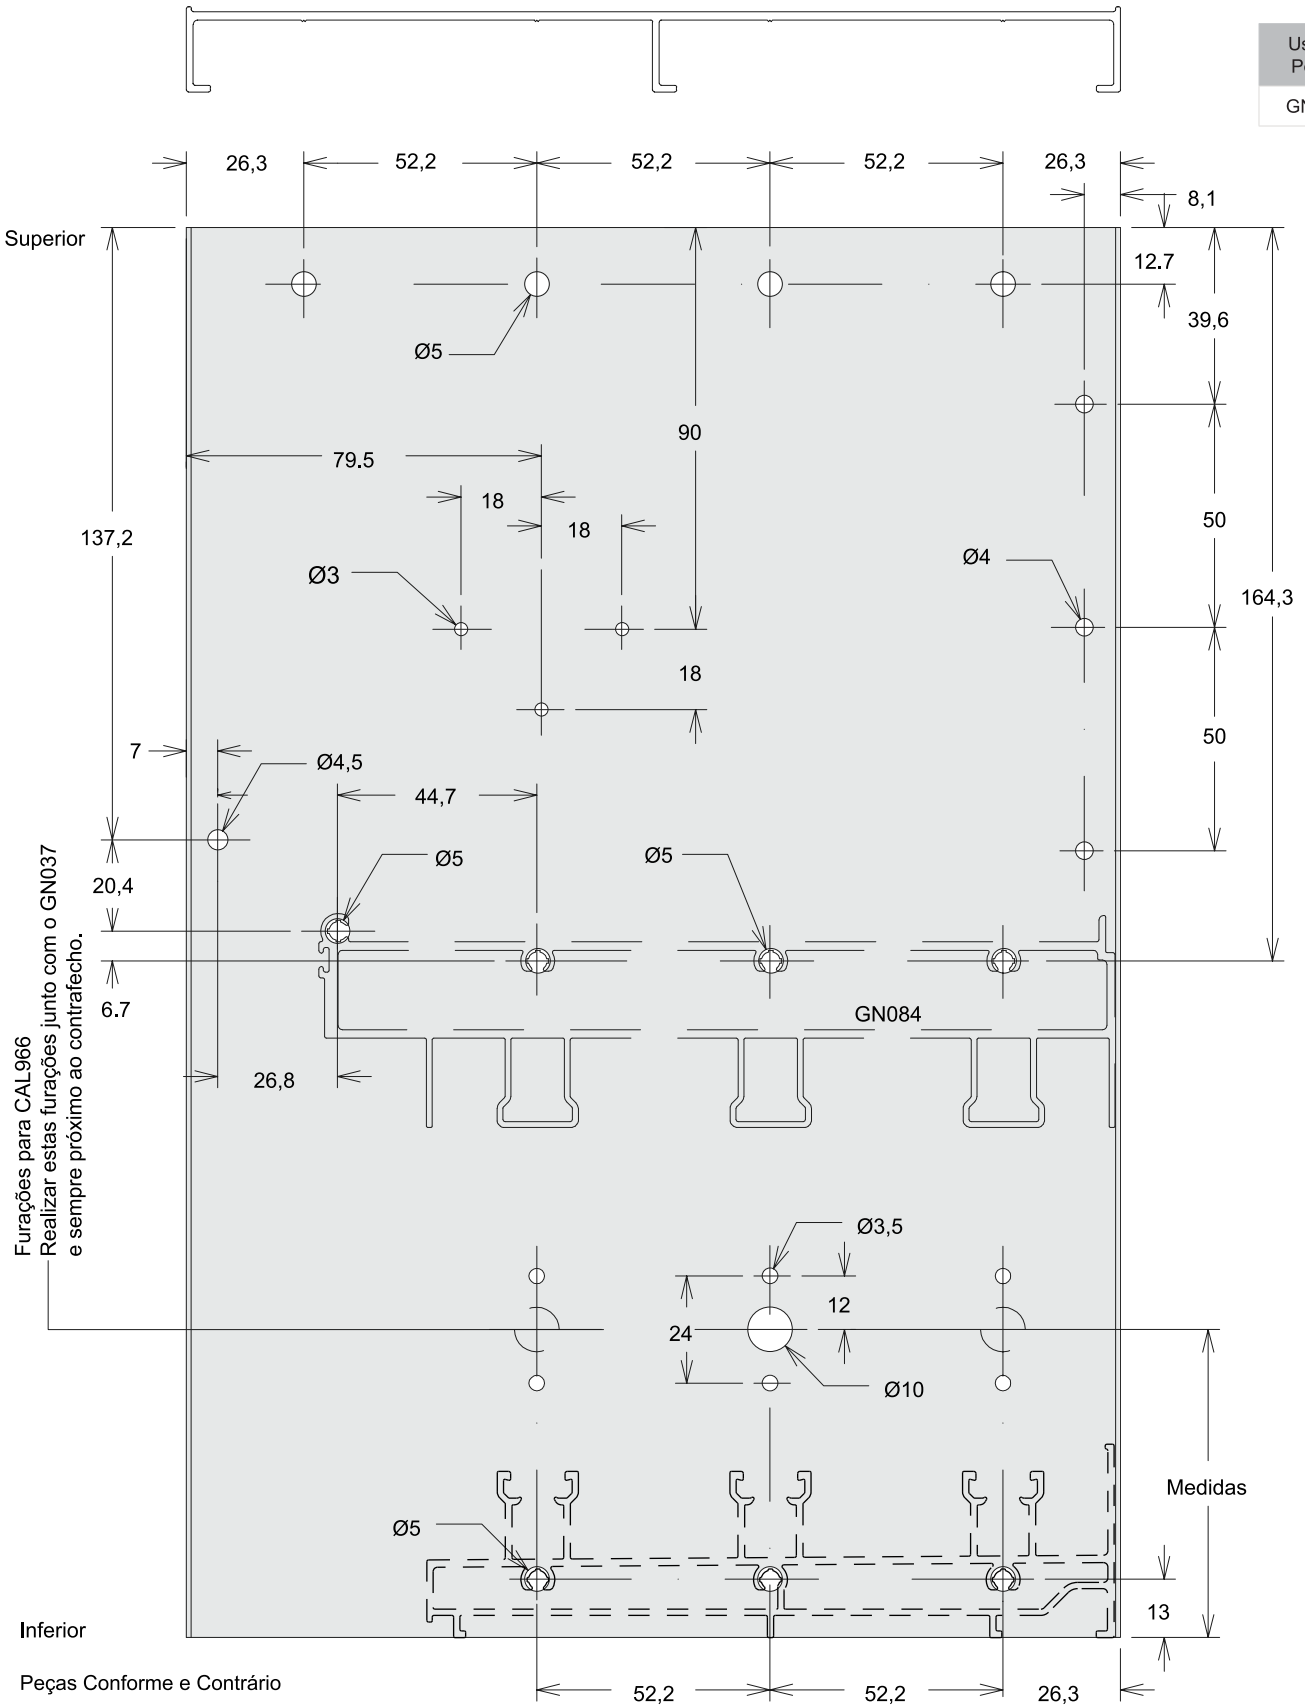 26,3
52,2
52,2
52,2
26,3
8,1
Superior
12.7
39,6
Ø5
90
79.5
18
18
50
137,2
Ø3
Ø4
164,3
18
7
50
Ø4,5
44,7
Ø5
Ø5
20,4
6.7
GN084
26,8
Furações para CAL966
Realizar estas furações junto com o GN037
e sempre próximo ao contrafecho.
Ø3,5
12
24
Ø10
Medidas
Ø5
13
Inferior
Peças Conforme e Contrário
52,2
52,2
26,3